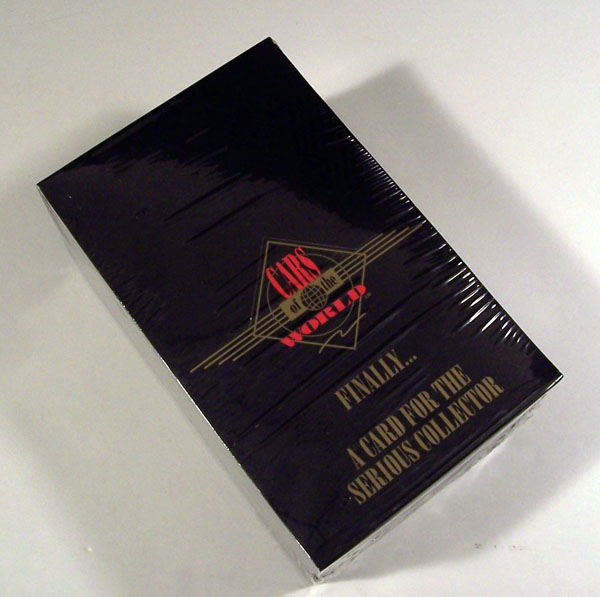 CARS
of the
WORLD
FINALLY...
A CARD FOR THE
SERIOUS COLLECTOR